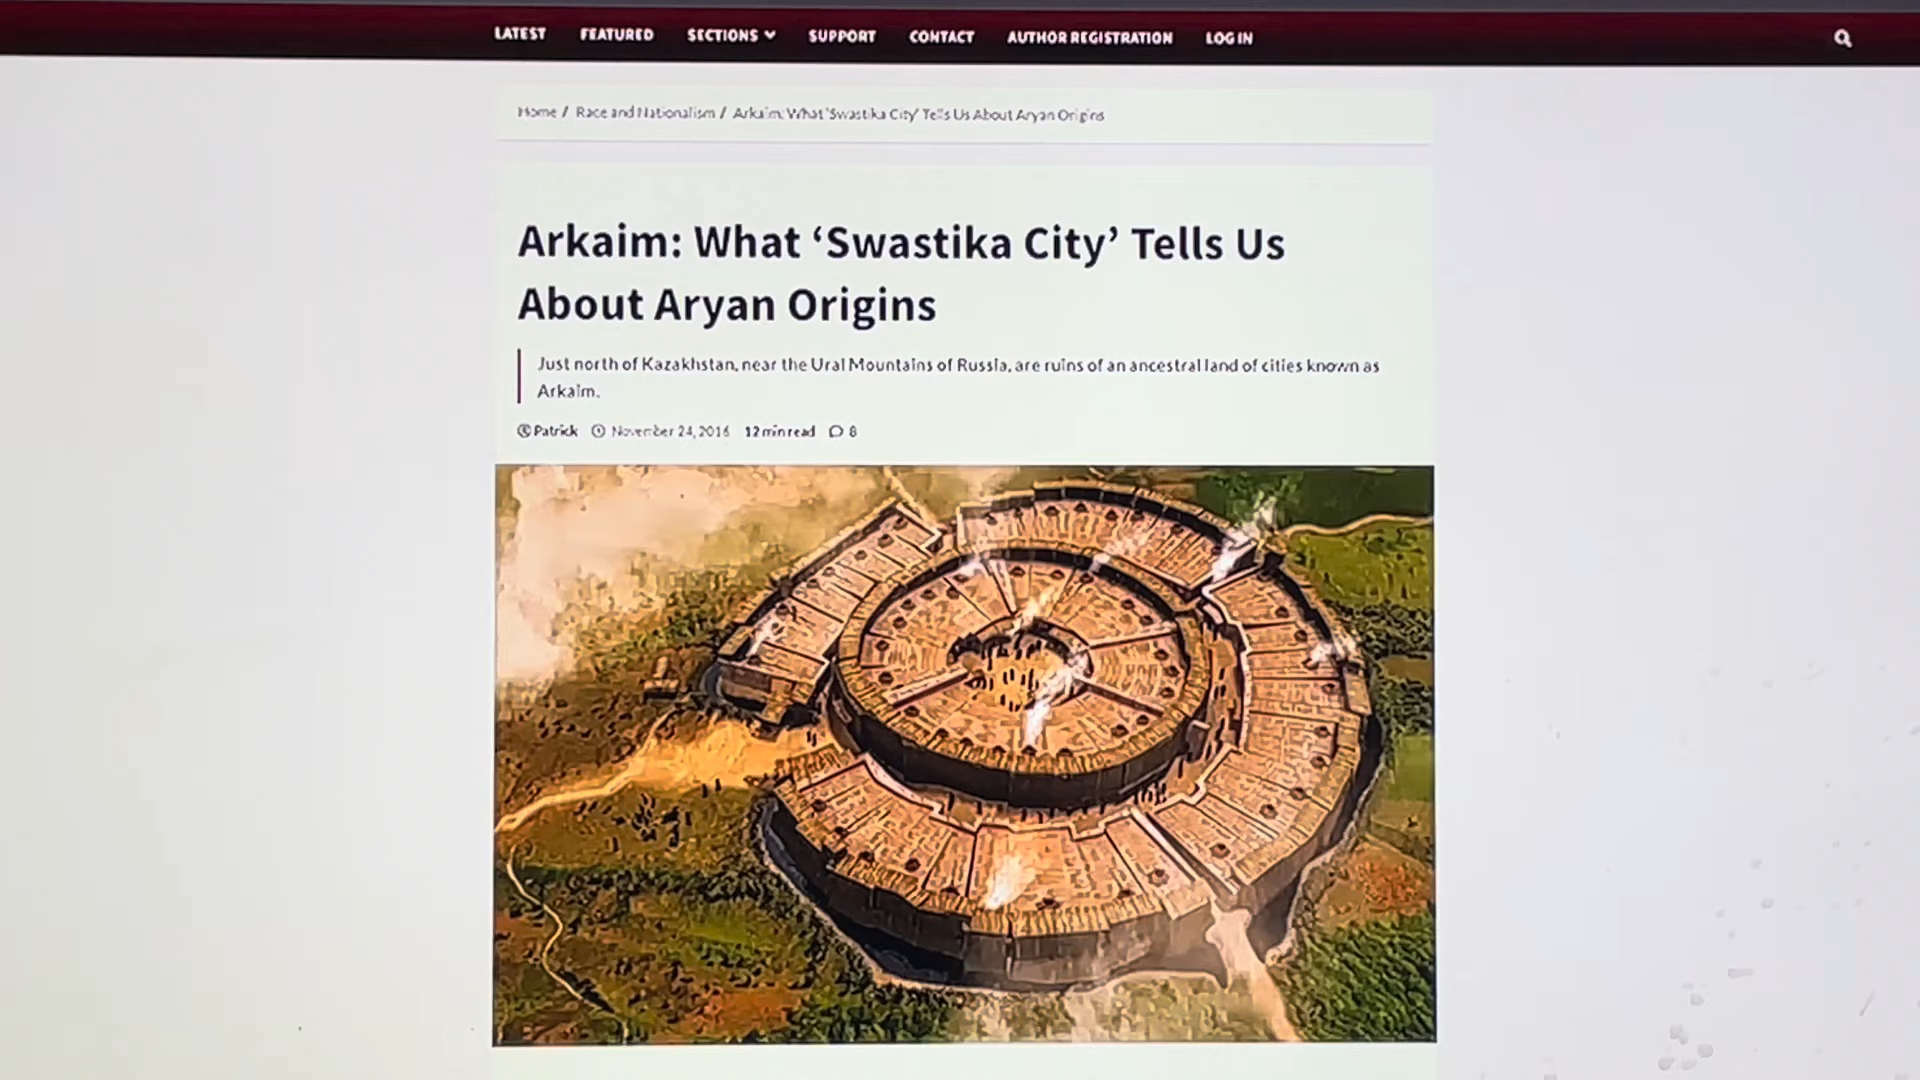 LATEST FEATURED SECTIONS SUPPORT CONTACT AUTHOR REGISTRATION LOG IN
Home / Race and Nationalism / Arkaim: What 'Swastika City' Tells Us About Aryan Origins
Arkaim: What ‘Swastika City’ Tells Us
About Aryan Origins
Just north of Kazakhstan, near the Ural Mountains of Russia, are ruins of an ancestral land of cities known as
Arkaim.
Patrick November 24, 2016 12 min read 8